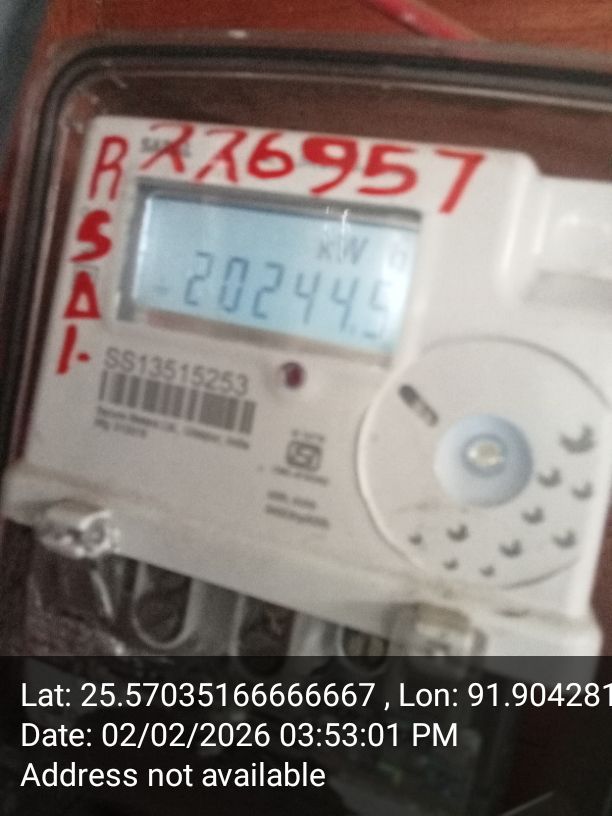 226957
R
S
D
1.
kW h
20244.5
SS13515253
Lat: 25.57035166666667 , Lon: 91.904281
Date: 02/02/2026 03:53:01 PM
Address not available